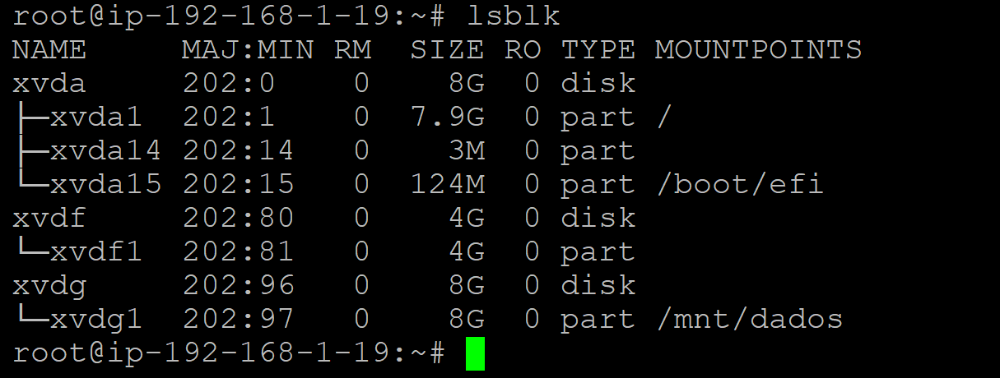 root@ip-192-168-1-19:~# lsblk
NAME     MAJ:MIN RM  SIZE RO TYPE MOUNTPOINTS
xvda     202:0    0    8G  0 disk
├─xvda1  202:1    0  7.9G  0 part /
├─xvda14 202:14   0    3M  0 part
└─xvda15 202:15   0  124M  0 part /boot/efi
xvdf     202:80   0    4G  0 disk
└─xvdf1  202:81   0    4G  0 part
xvdg     202:96   0    8G  0 disk
└─xvdg1  202:97   0    8G  0 part /mnt/dados
root@ip-192-168-1-19:~#